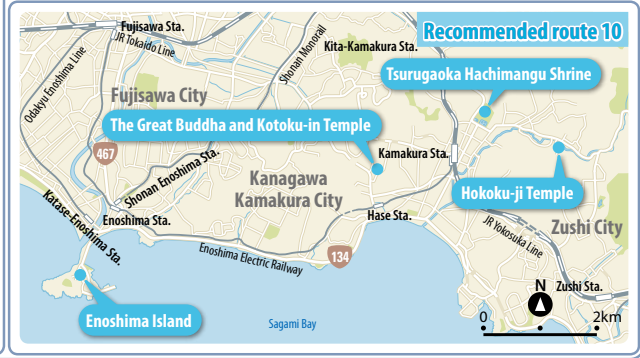 Recommended route 10
Fujisawa Sta.
JR Tokaido Line
Shonan Monorail
Kita-Kamakura Sta.
Odakyu Enoshima Line
Tsurugaoka Hachimangu Shrine
Fujisawa City
The Great Buddha and Kotoku-in Temple
467
Shonan Enoshima Sta.
Kamakura Sta.
Kanagawa
Kamakura City
Hokoku-ji Temple
Katase-Enoshima Sta.
Enoshima Sta.
Hase Sta.
JR Yokosuka Line
Zushi City
Enoshima Electric Railway
134
Zushi Sta.
N
Enoshima Island
Sagami Bay
0
2km